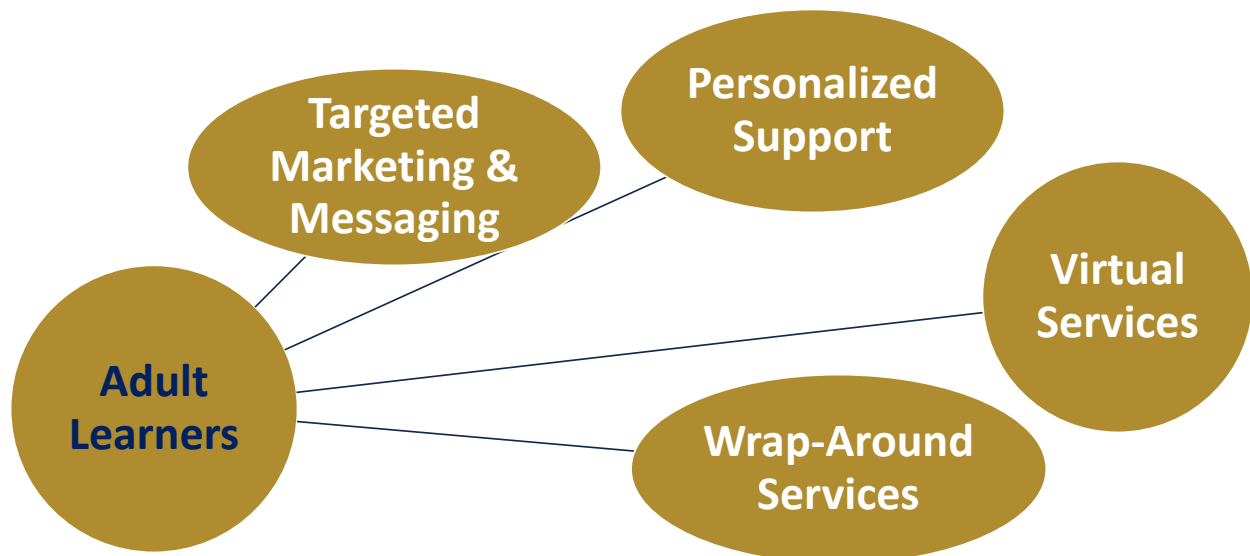 Targeted
Marketing &
Messaging
Personalized
Support
Virtual
Services
Adult
Learners
Wrap-Around
Services